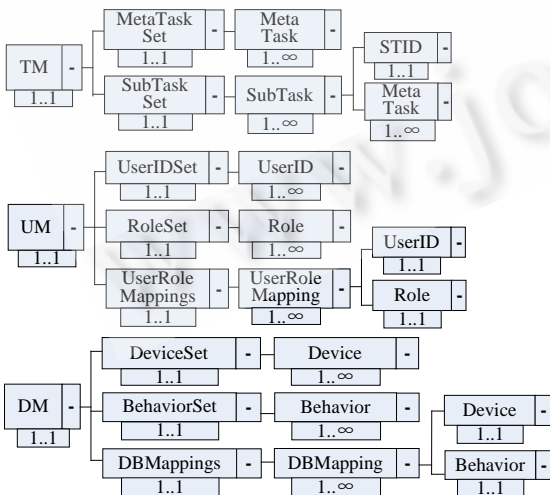 MetaTask Set -
1..1
Meta Task -
1..∞
TM -
1..1
SubTask Set -
1..1
SubTask -
1..∞
STID -
1..1
Meta Task -
1..∞
UM -
1..1
UserIDSet -
1..1
UserID -
1..∞
RoleSet -
1..1
Role -
1..∞
UserRole Mappings -
1..1
UserRole Mapping -
1..∞
UserID -
1..1
Role -
1..1
DM -
1..1
DeviceSet -
1..1
Device -
1..∞
BehaviorSet -
1..1
Behavior -
1..∞
DBMappings -
1..1
DBMapping -
1..∞
Device -
1..1
Behavior -
1..1
www.jo